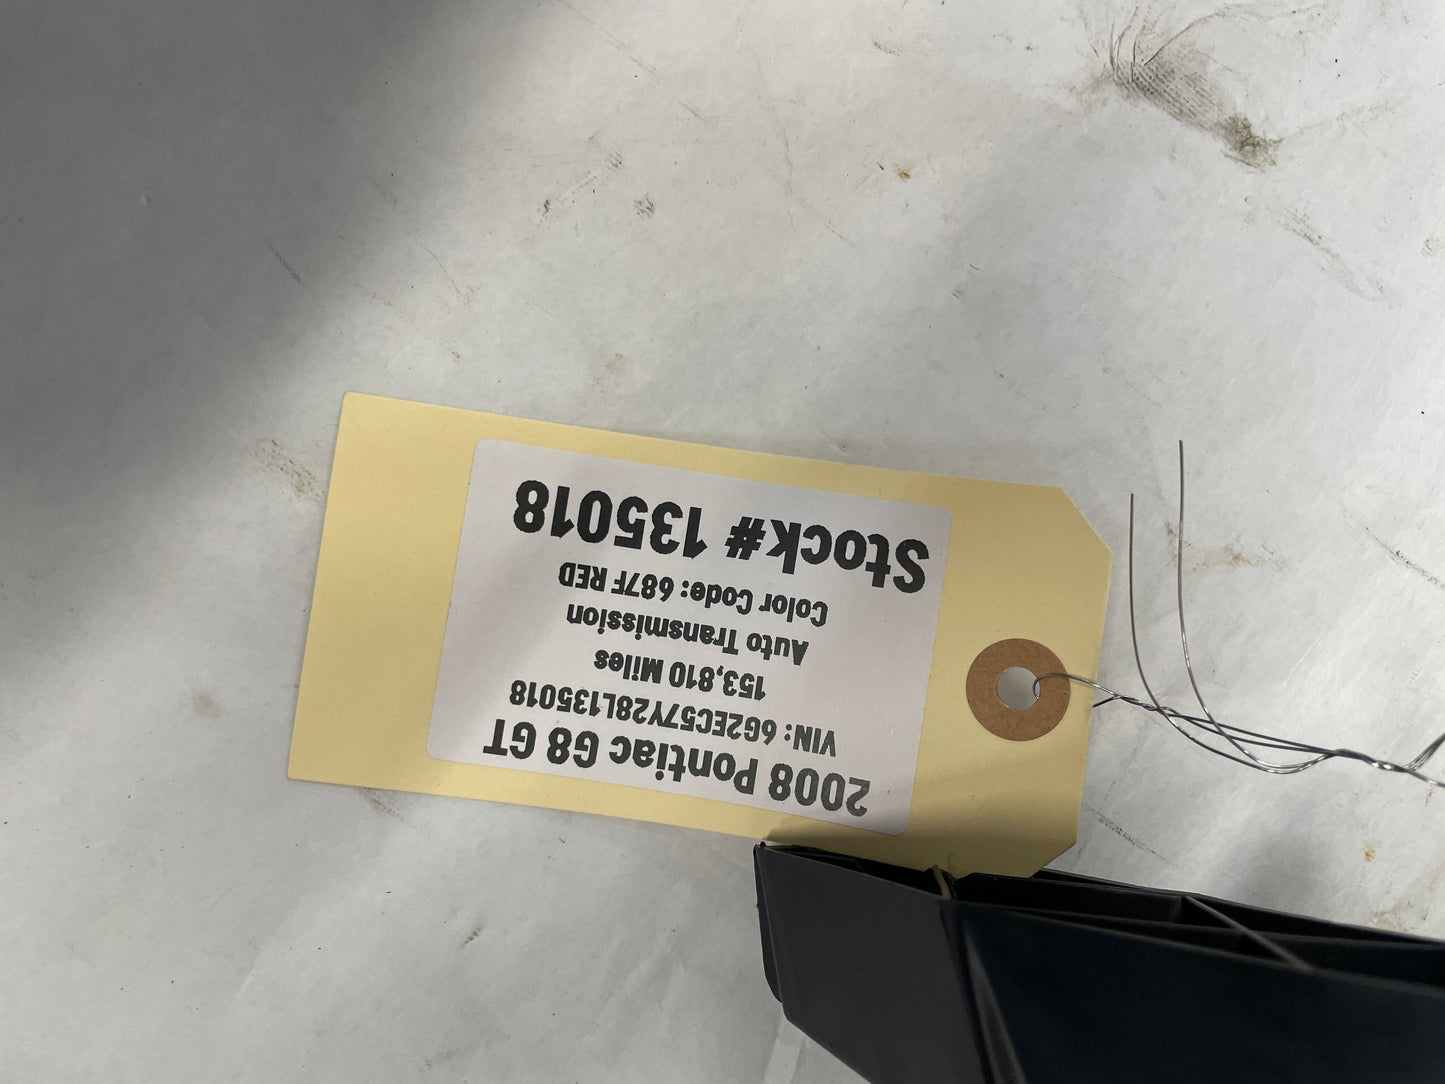 2008 Pontiac G8 GT
VIN: 6G2EC57Y28L135018
153,810 Miles
Auto Transmission
Color Code: 687F RED
Stock# 135018